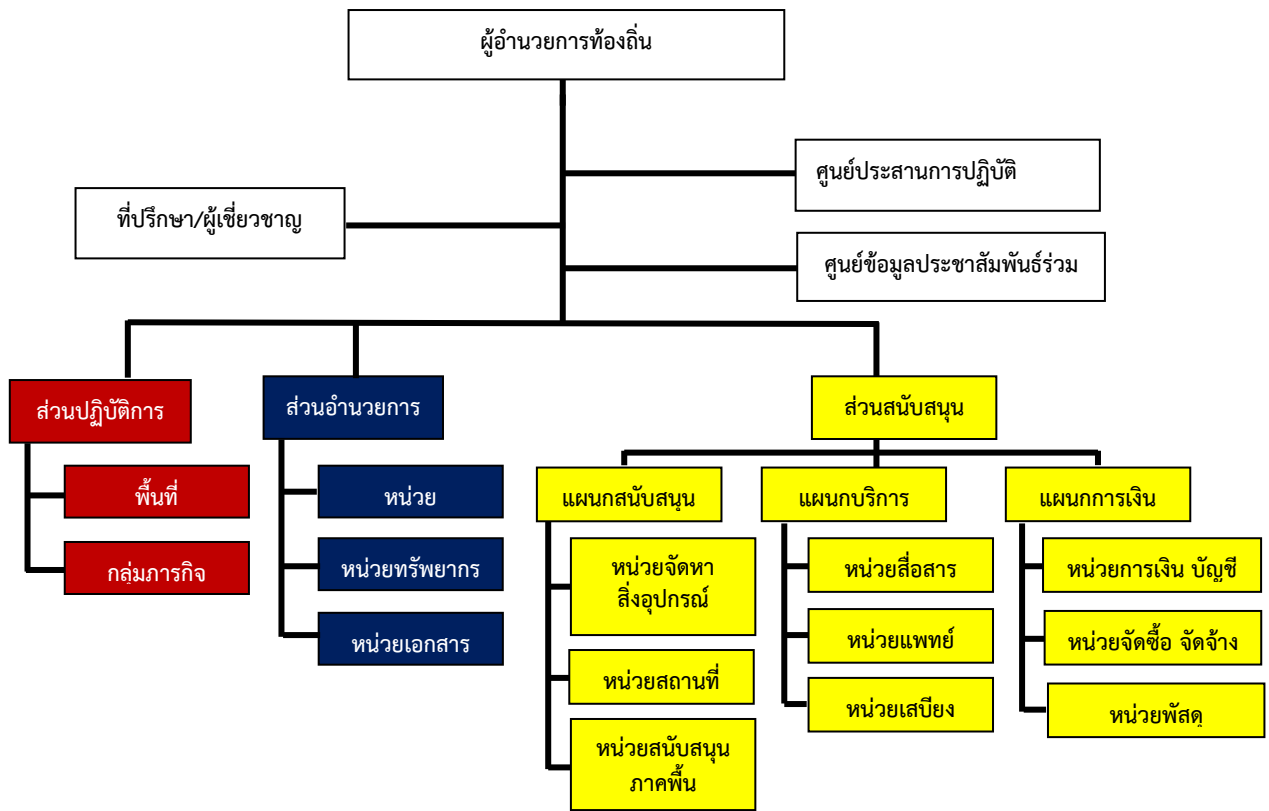 ผู้อำนวยการท้องถิ่น
ศูนย์ประสานการปฏิบัติ
ที่ปรึกษา/ผู้เชี่ยวชาญ
ศูนย์ข้อมูลประชาสัมพันธ์ร่วม
ส่วนปฏิบัติการ
ส่วนอำนวยการ
ส่วนสนับสนุน
พื้นที่
กลุ่มภารกิจ
หน่วย
หน่วยทรัพยากร
หน่วยเอกสาร
แผนกสนับสนุน
แผนกบริการ
แผนกการเงิน
หน่วยจัดหา
สิ่งอุปกรณ์
หน่วยสถานที่
หน่วยสนับสนุน
ภาคพื้น
หน่วยสื่อสาร
หน่วยแพทย์
หน่วยเสบียง
หน่วยการเงิน บัญชี
หน่วยจัดซื้อ จัดจ้าง
หน่วยพัสดุ